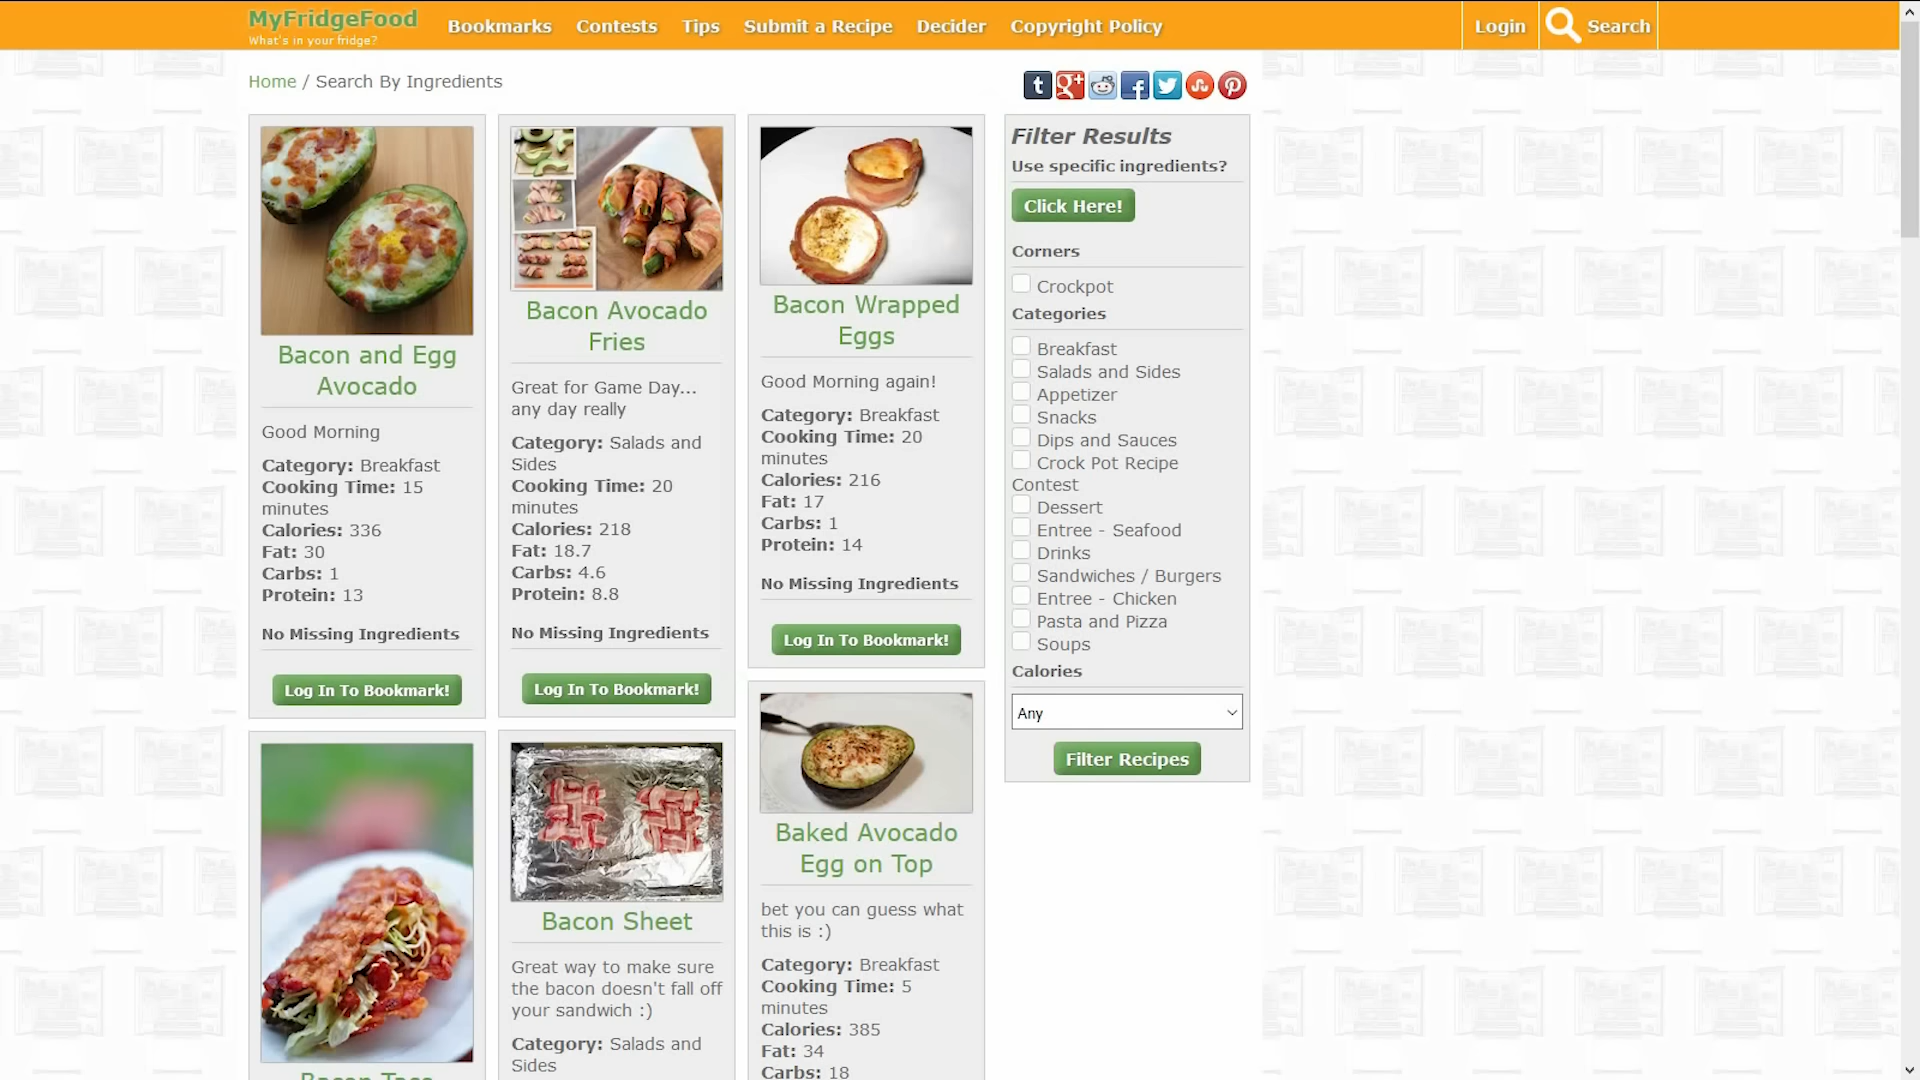 MyFridgeFood
What's in your fridge?
Bookmarks Contests Tips Submit a Recipe Decider Copyright Policy
Login Search
Home / Search By Ingredients
Bacon and Egg
Avocado
Good Morning
Category: Breakfast
Cooking Time: 15
minutes
Calories: 336
Fat: 30
Carbs: 1
Protein: 13
No Missing Ingredients
Log In To Bookmark!
Bacon Avocado
Fries
Great for Game Day...
any day really
Category: Salads and
Sides
Cooking Time: 20
minutes
Calories: 218
Fat: 18.7
Carbs: 4.6
Protein: 8.8
No Missing Ingredients
Log In To Bookmark!
Bacon Wrapped
Eggs
Good Morning again!
Category: Breakfast
Cooking Time: 20
minutes
Calories: 216
Fat: 17
Carbs: 1
Protein: 14
No Missing Ingredients
Log In To Bookmark!
Bacon Taco
Bacon Sheet
Great way to make sure
the bacon doesn't fall off
your sandwich :)
Category: Salads and
Sides
Baked Avocado
Egg on Top
bet you can guess what
this is :)
Category: Breakfast
Cooking Time: 5
minutes
Calories: 385
Fat: 34
Carbs: 18
Filter Results
Use specific ingredients?
Click Here!
Corners
Crockpot
Categories
Breakfast
Salads and Sides
Appetizer
Snacks
Dips and Sauces
Crock Pot Recipe
Contest
Dessert
Entree - Seafood
Drinks
Sandwiches / Burgers
Entree - Chicken
Pasta and Pizza
Soups
Calories
Any
Filter Recipes